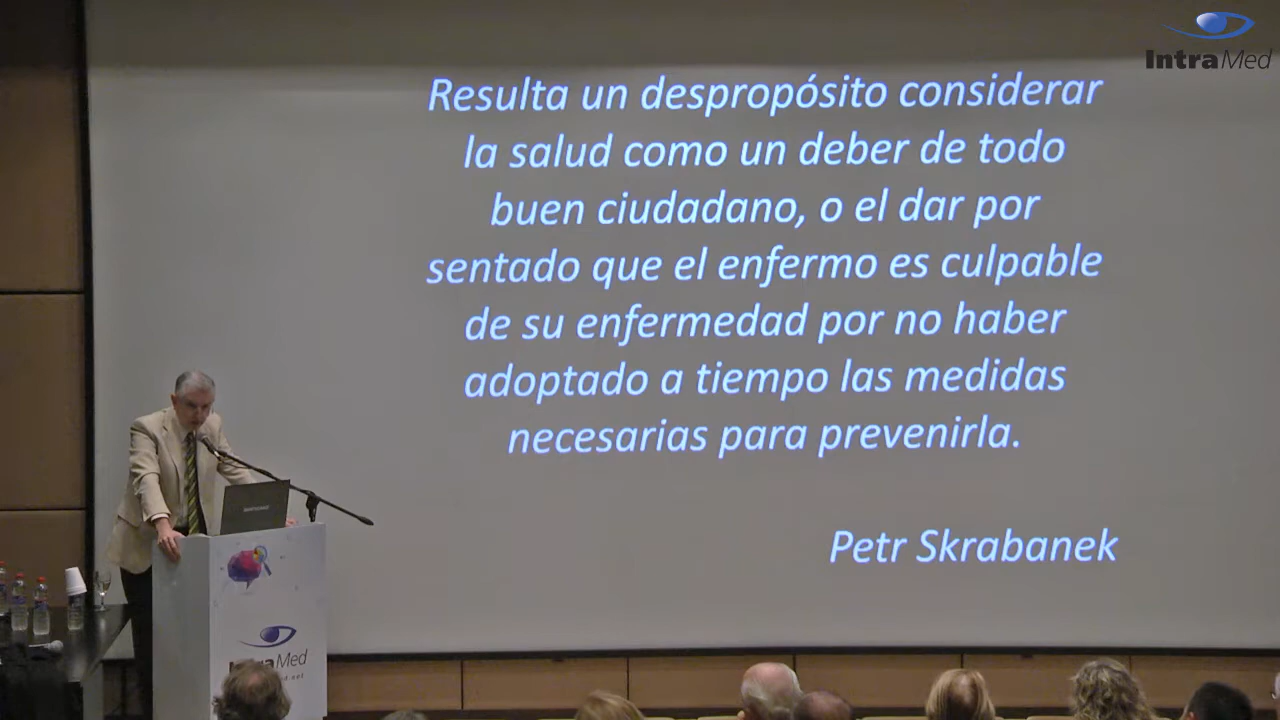 IntraMed
Resulta un despropósito considerar
la salud como un deber de todo
buen ciudadano, o el dar por
sentado que el enfermo es culpable
de su enfermedad por no haber
adoptado a tiempo las medidas
necesarias para prevenirla.
Petr Skrabanek
IntraMed